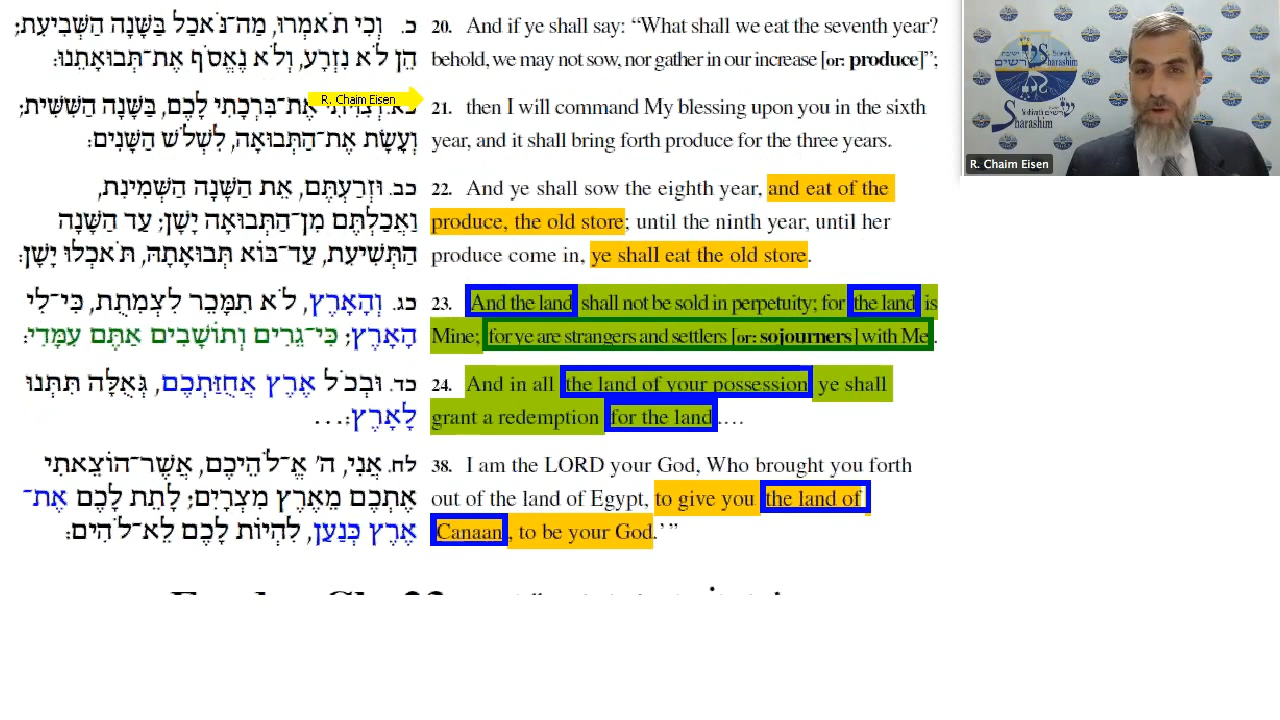 כ. וְכִי תֹאמְרוּ, מַה־נֹּאכַל בַּשָּׁנָה הַשְּׁבִיעִת;
הֵן לֹא נִזְרָע, וְלֹא נֶאֱסֹף אֶת־תְּבוּאָתֵנוּ:
אֶת־בִּרְכָתִי לָכֶם, בַּשָּׁנָה הַשִּׁשִּׁית;
וְעָשָׂת אֶת־הַתְּבוּאָה, לִשְׁלֹשׁ הַשָּׁנִים:
כב. וּזְרַעְתֶּם, אֵת הַשָּׁנָה הַשְּׁמִינִת,
וַאֲכַלְתֶּם מִן־הַתְּבוּאָה יָשָׁן; עַד הַשָּׁנָה
הַתְּשִׁיעִת, עַד־בּוֹא תְּבוּאָתָהּ, תֹּאכְלוּ יָשָׁן:
כג. וְהָאָרֶץ, לֹא תִמָּכֵר לִצְמִתֻת, כִּי־לִי
הָאָרֶץ; כִּי־גֵרִים וְתוֹשָׁבִים אַתֶּם עִמָּדִי:
כד. וּבְכֹל אֶרֶץ אֲחֻזַּתְכֶם, גְּאֻלָּה תִּתְּנוּ
לָאָרֶץ:…
לח. אֲנִי, ה' אֱ־לֹהֵיכֶם, אֲשֶׁר־הוֹצֵאתִי
אֶתְכֶם מֵאֶרֶץ מִצְרָיִם; לָתֵת לָכֶם אֶת־
אֶרֶץ כְּנַעַן, לִהְיוֹת לָכֶם לֵא־לֹהִים:
20. And if ye shall say: “What shall we eat the seventh year?
behold, we may not sow, nor gather in our increase [or: produce]”;
R. Chaim Eisen
21. then I will command My blessing upon you in the sixth
year, and it shall bring forth produce for the three years.
22. And ye shall sow the eighth year, and eat of the
produce, the old store; until the ninth year, until her
produce come in, ye shall eat the old store.
23. And the land shall not be sold in perpetuity; for the land is
Mine; for ye are strangers and settlers [or: sojourners] with Me.
24. And in all the land of your possession ye shall
grant a redemption for the land….
38. I am the LORD your God, Who brought you forth
out of the land of Egypt, to give you the land of
Canaan, to be your God.’”
Yeshivath
Sharashim
R. Chaim Eisen